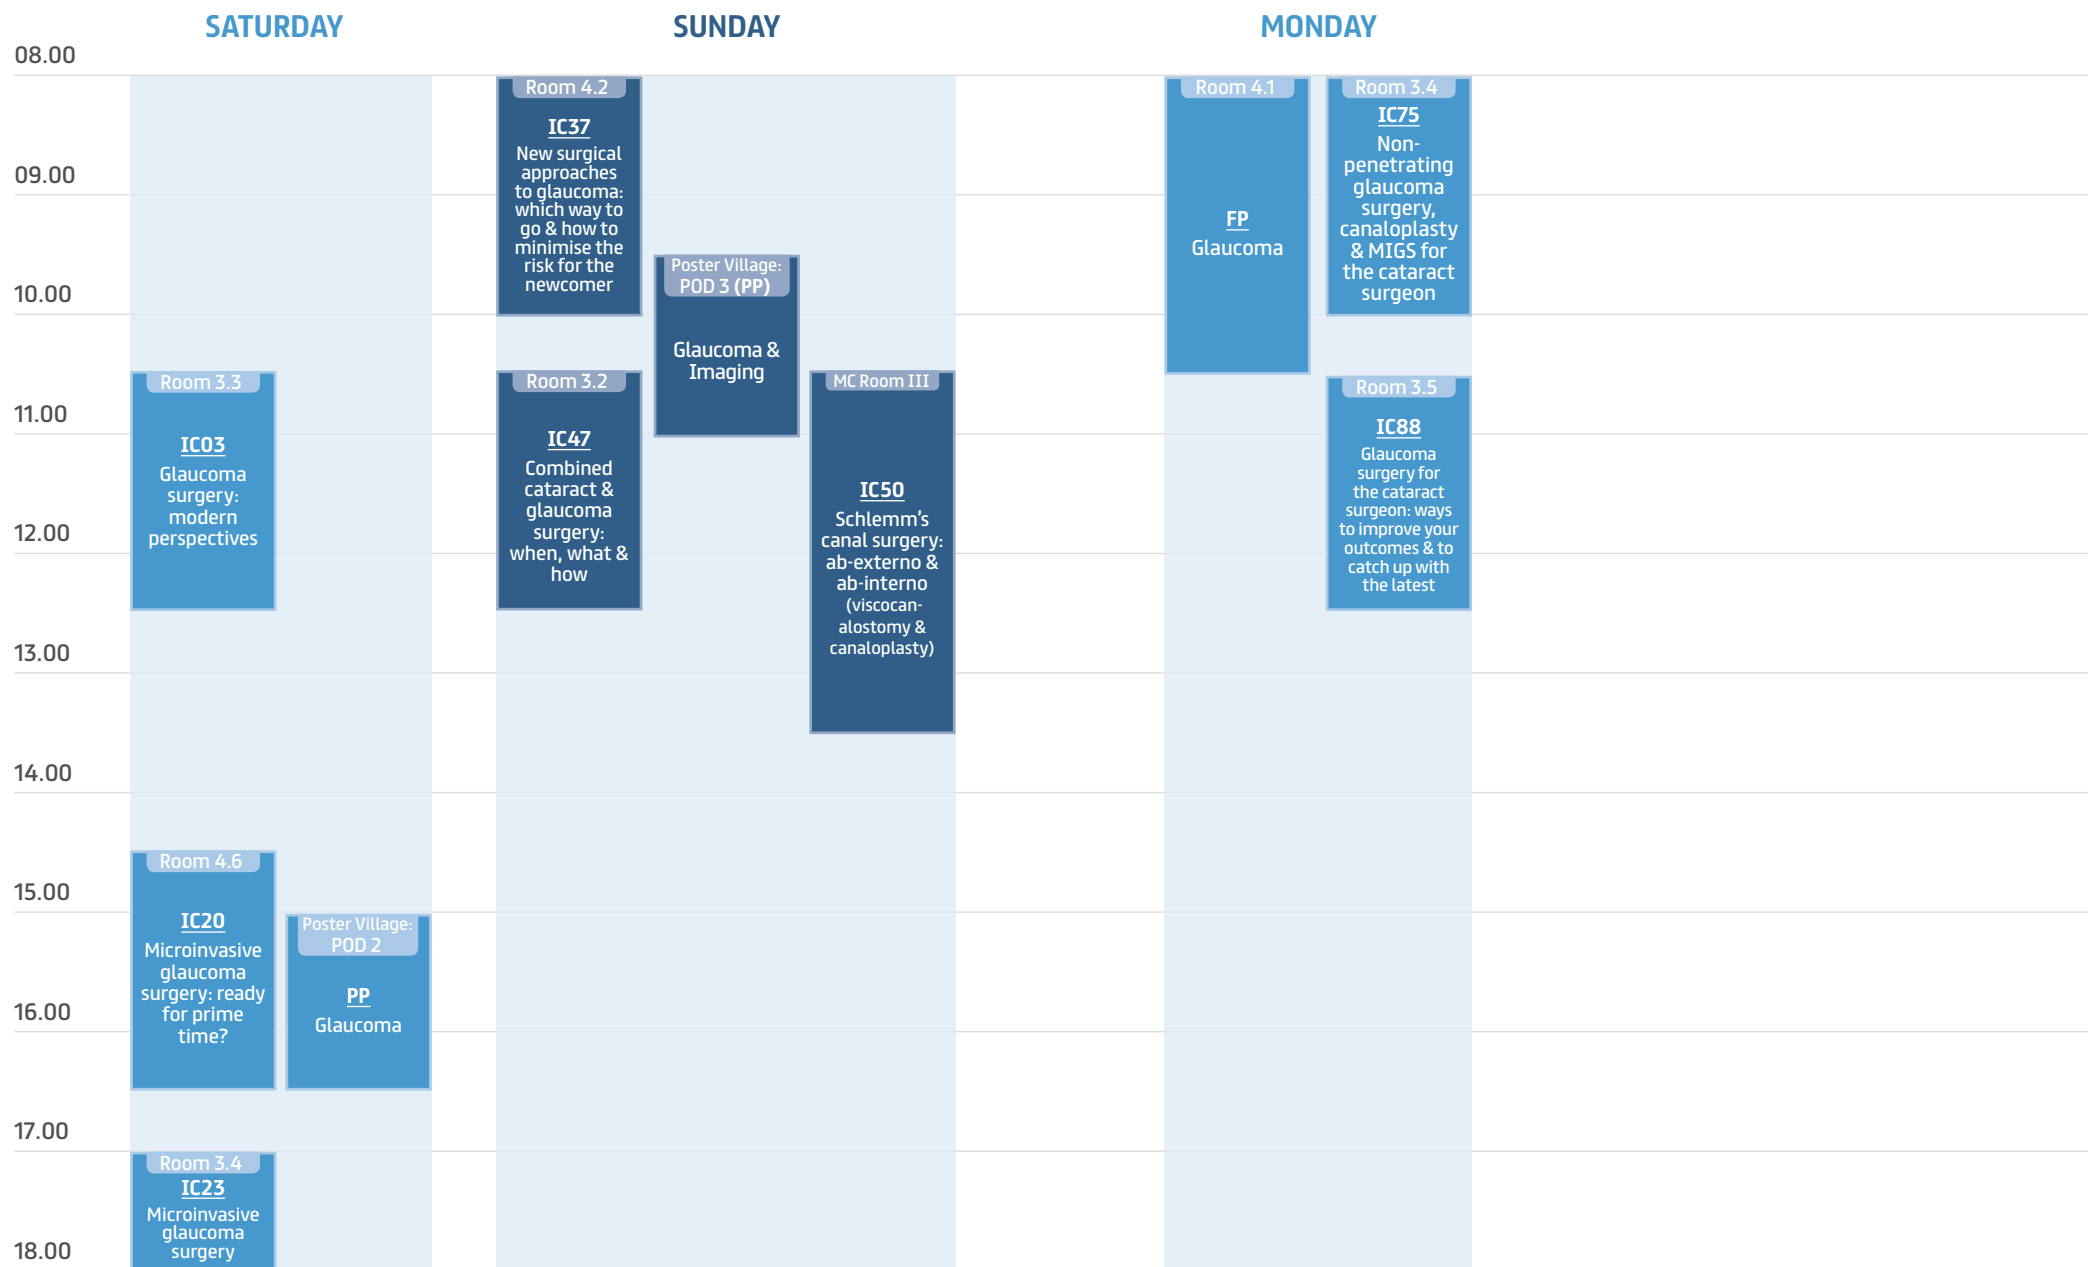 SATURDAY
SUNDAY
MONDAY
08.00
09.00
10.00
11.00
12.00
13.00
14.00
15.00
16.00
17.00
18.00
Room 3.3
IC03
Glaucoma
surgery:
modern
perspectives
Room 4.6
IC20
Microinvasive
glaucoma
surgery: ready
for prime
time?
Poster Village:
POD 2
PP
Glaucoma
Room 3.4
IC23
Microinvasive
glaucoma
surgery
Room 4.2
IC37
New surgical
approaches
to glaucoma:
which way to
go & how to
minimise the
risk for the
newcomer
Poster Village:
POD 3 (PP)
Glaucoma &
Imaging
Room 3.2
IC47
Combined
cataract &
glaucoma
surgery:
when, what &
how
MC Room III
IC50
Schlemm's
canal surgery:
ab-externo &
ab-interno
(viscocan-
alostomy &
canaloplasty)
Room 4.1
FP
Glaucoma
Room 3.4
IC75
Non-
penetrating
glaucoma
surgery,
canaloplasty
& MIGS for
the cataract
surgeon
Room 3.5
IC88
Glaucoma
surgery for
the cataract
surgeon: ways
to improve your
outcomes & to
catch up with
the latest